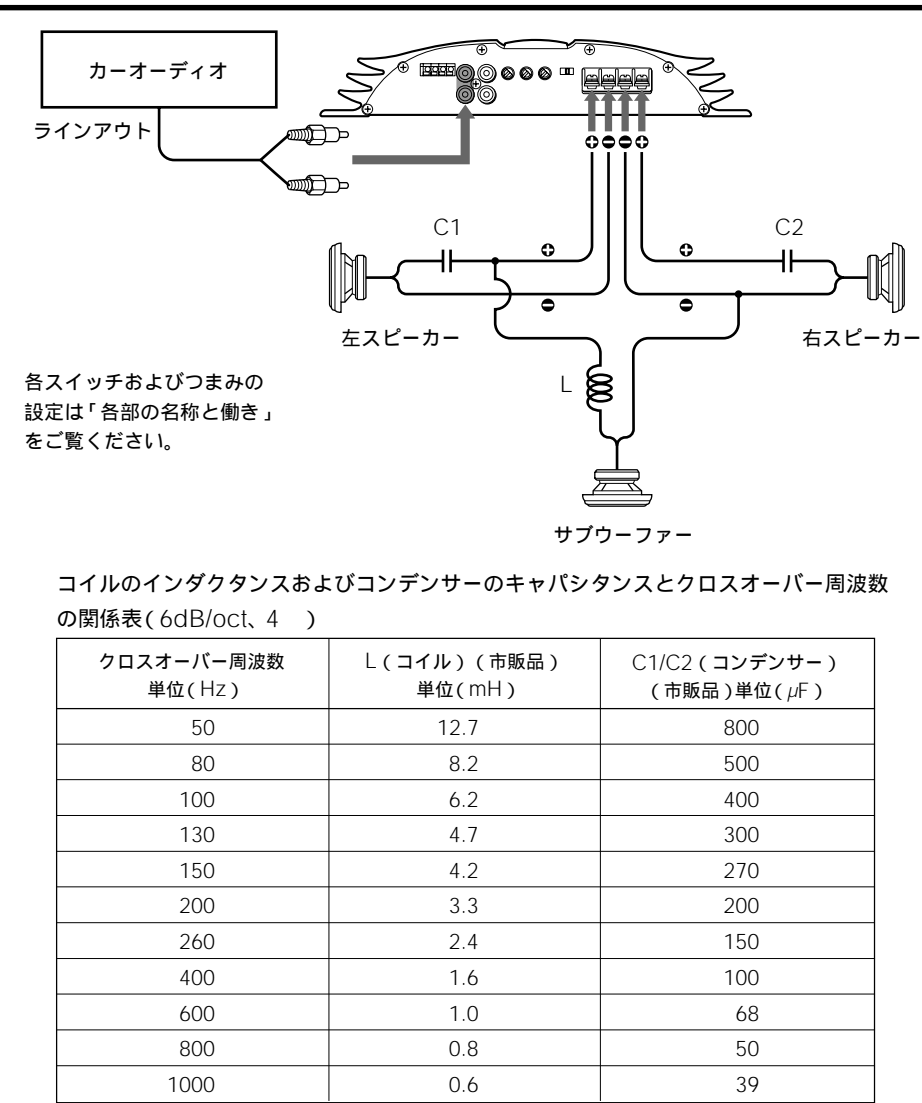 カーオーディオ
ラインアウト
C1
C2
左スピーカー
右スピーカー
各スイッチおよびつまみの
設定は「各部の名称と働き」
をご覧ください。
L
サブウーファー
コイルのインダクタンスおよびコンデンサーのキャパシタンスとクロスオーバー周波数
の関係表(6dB/oct、4 )
クロスオーバー周波数 L(コイル)(市販品) C1/C2(コンデンサー)
単位(Hz) 単位(mH) (市販品)単位(μF)
50 12.7 800
80 8.2 500
100 6.2 400
130 4.7 300
150 4.2 270
200 3.3 200
260 2.4 150
400 1.6 100
600 1.0 68
800 0.8 50
1000 0.6 39